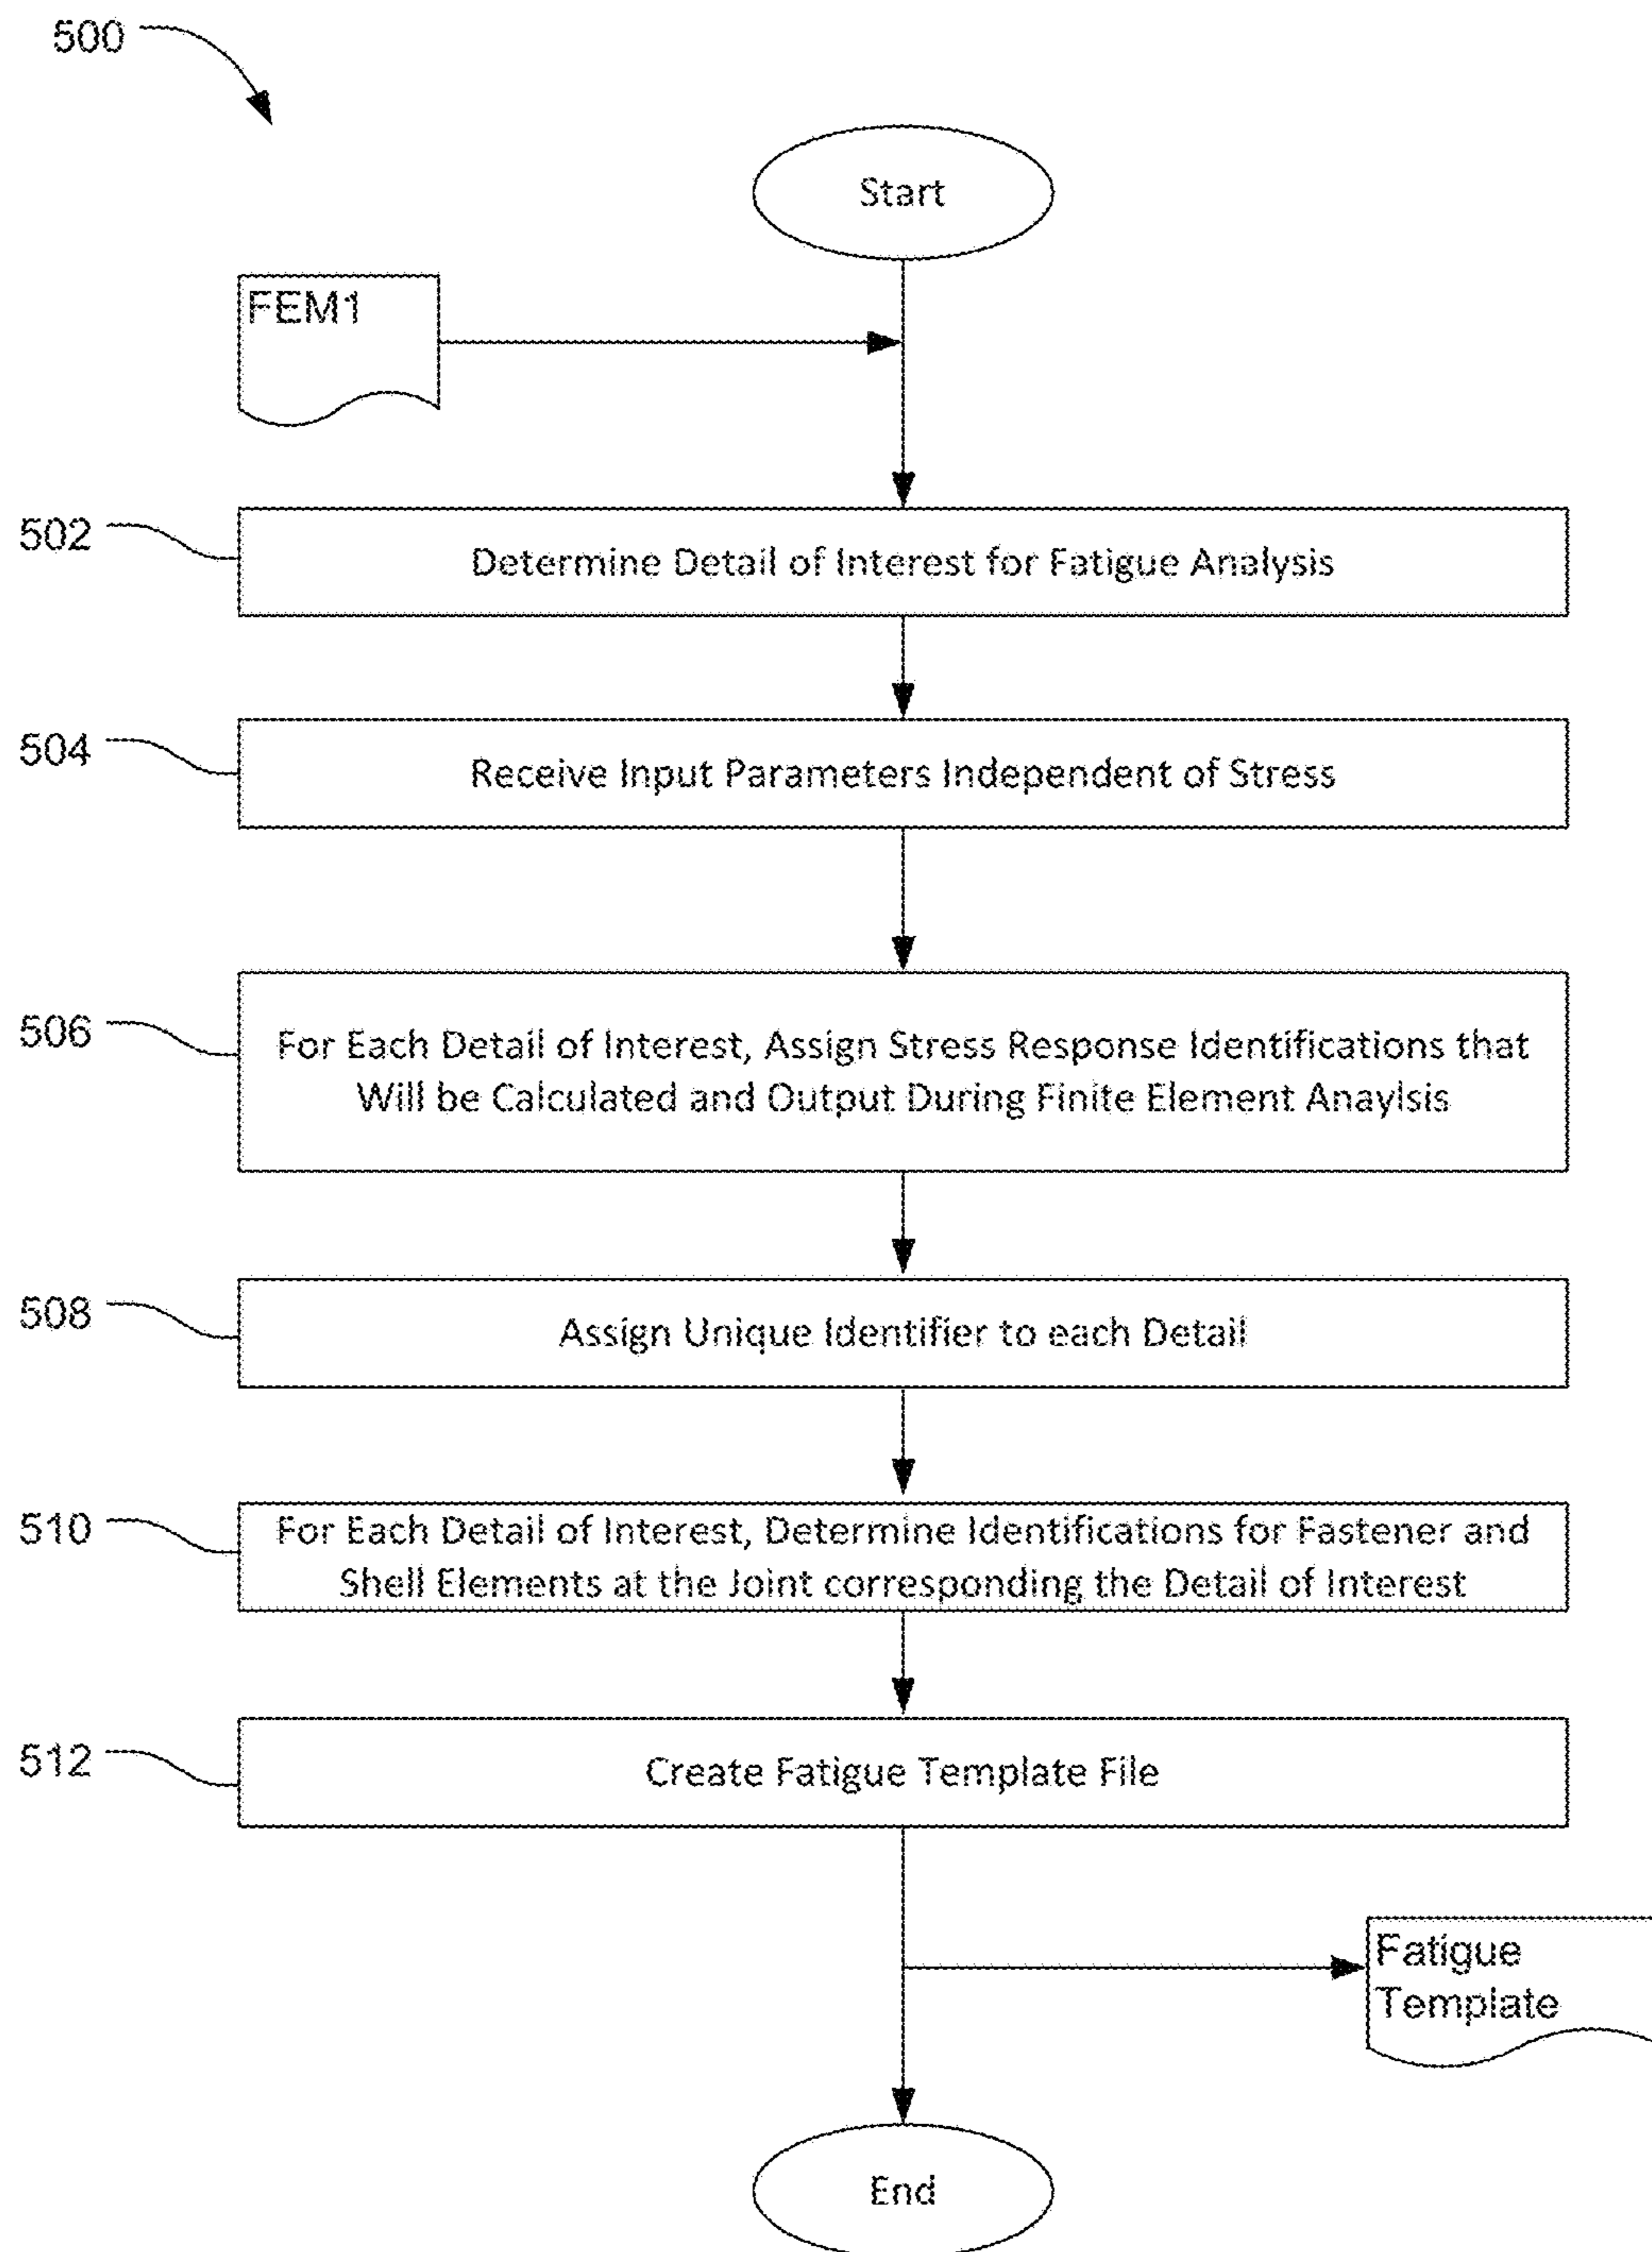 500
Start
FEM1
502
Determine Detail of Interest for Fatigue Analysis
504
Receive Input Parameters Independent of Stress
506
For Each Detail of Interest, Assign Stress Response Identifications that
Will be Calculated and Output During Finite Element Anaylsis
508
Assign Unique Identifier to each Detail
510
For Each Detail of Interest, Determine Identifications for Fastener and
Shell Elements at the Joint corresponding the Detail of Interest
512
Create Fatigue Template File
Fatigue
Template
End